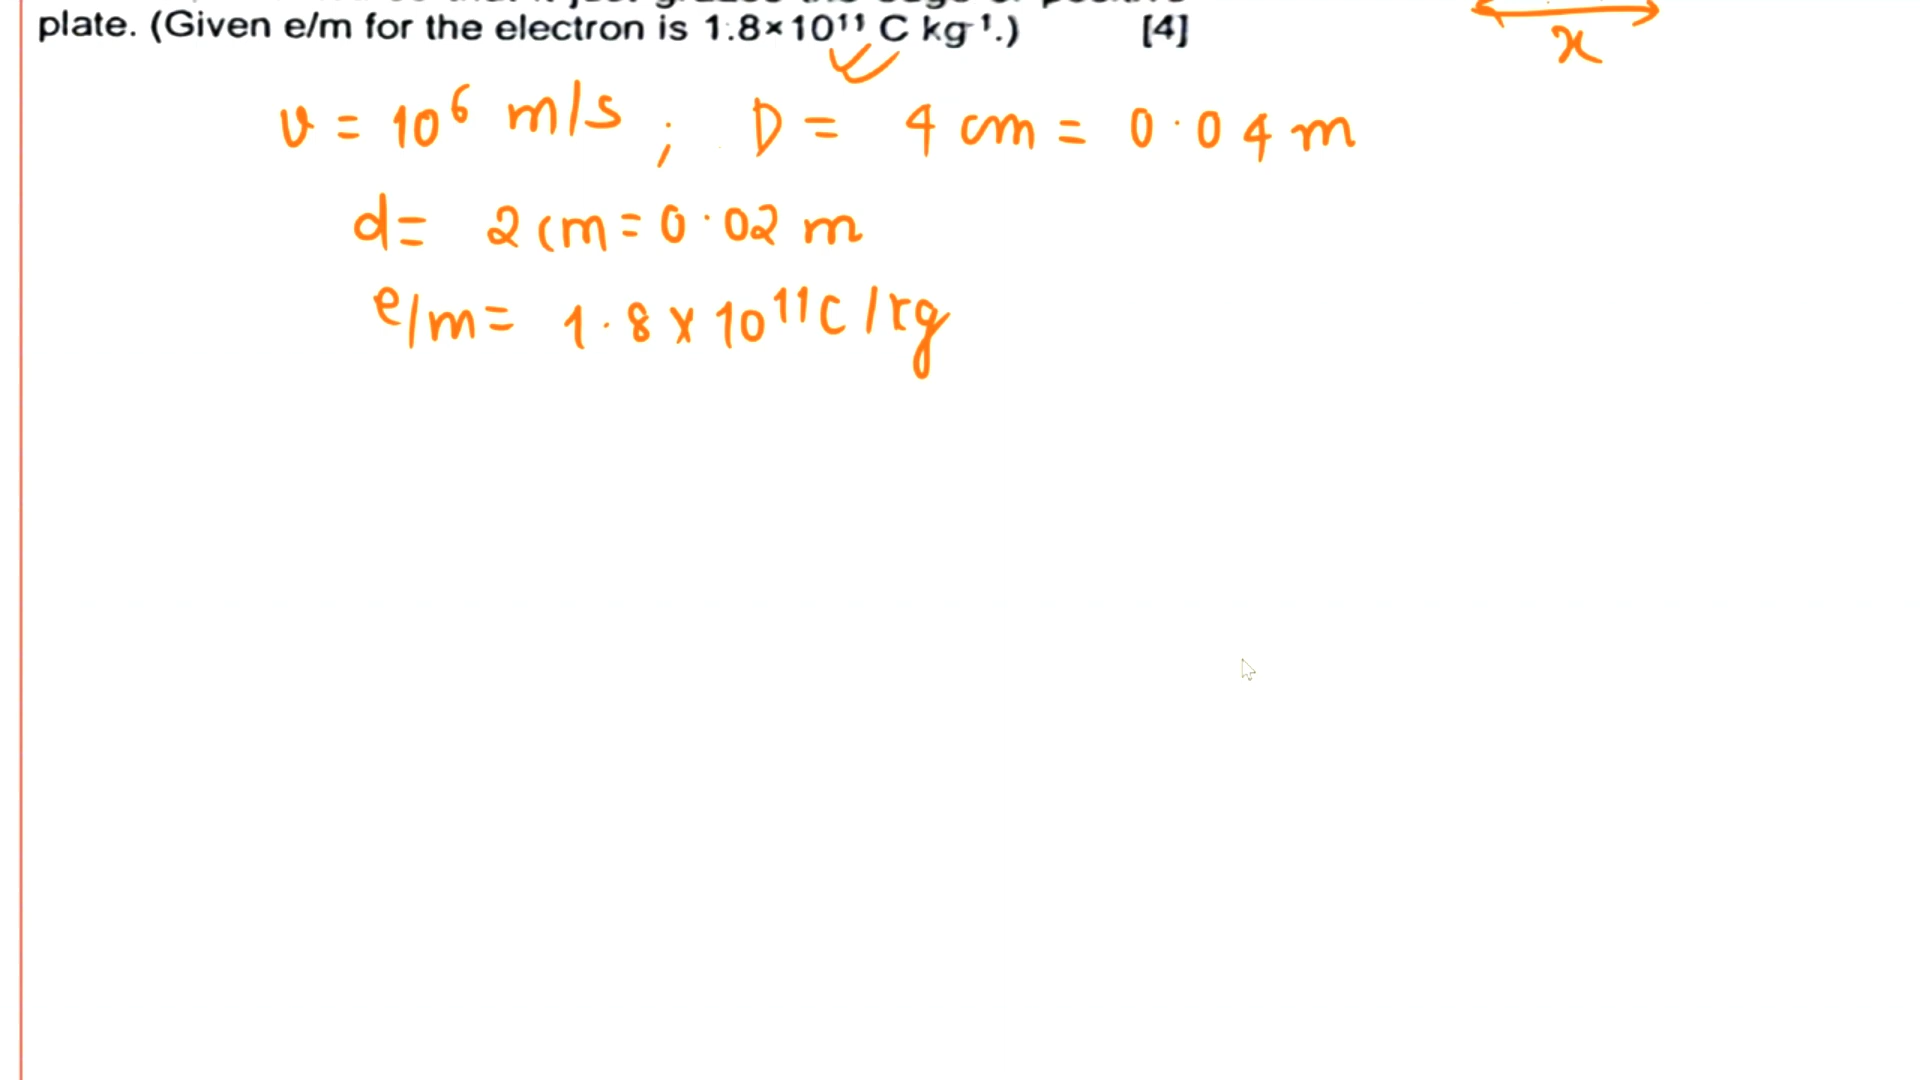 plate. (Given e/m for the electron is 1.8×10¹¹ C kg⁻¹.) [4]
x
v = 10⁶ m/s ; D = 4 cm = 0.04 m
d = 2 cm = 0.02 m
e/m = 1.8 x 10¹¹ C/kg